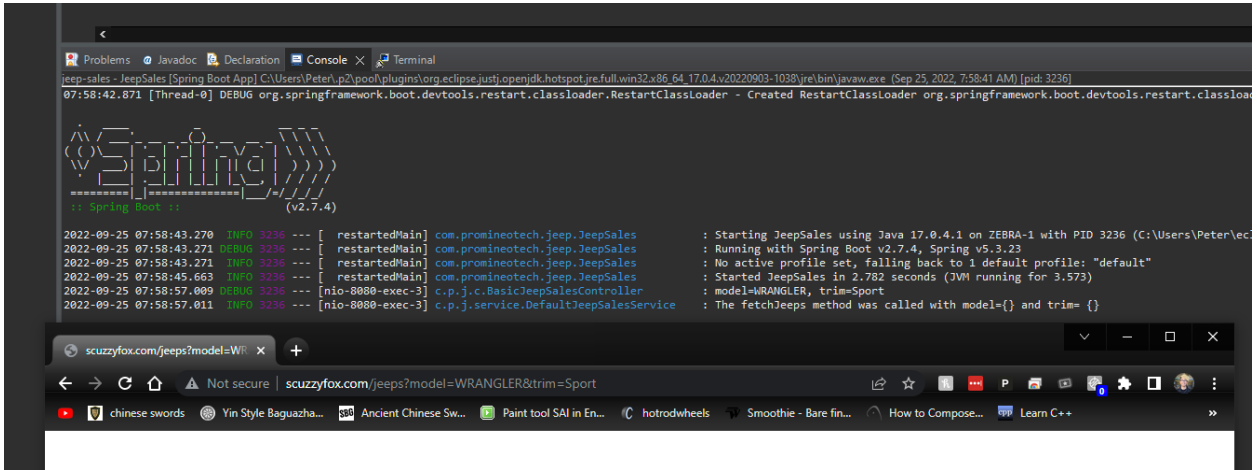 Problems Javadoc Declaration Console Terminal
jeep-sales - JeepSales [Spring Boot App] C:\Users\Peter\.p2\pool\plugins\org.eclipse.justj.openjdk.hotspot.jre.full.win32.x86_64_17.0.4.v20220903-1038\jre\bin\javaw.exe (Sep 25, 2022, 7:58:41 AM) [pid: 3236]
07:58:42.871 [Thread-0] DEBUG org.springframework.boot.devtools.restart.classloader.RestartClassLoader - Created RestartClassLoader org.springframework.boot.devtools.restart.classloa
Spring
:: Spring Boot :: (v2.7.4)
2022-09-25 07:58:43.270 INFO 3236 --- [ restartedMain] com.promineotech.jeep.JeepSales : Starting JeepSales using Java 17.0.4.1 on ZEBRA-1 with PID 3236 (C:\Users\Peter\ecl
2022-09-25 07:58:43.271 DEBUG 3236 --- [ restartedMain] com.promineotech.jeep.JeepSales : Running with Spring Boot v2.7.4, Spring v5.3.23
2022-09-25 07:58:43.271 INFO 3236 --- [ restartedMain] com.promineotech.jeep.JeepSales : No active profile set, falling back to 1 default profile: "default"
2022-09-25 07:58:45.663 INFO 3236 --- [ restartedMain] com.promineotech.jeep.JeepSales : Started JeepSales in 2.782 seconds (JVM running for 3.573)
2022-09-25 07:58:57.009 DEBUG 3236 --- [nio-8080-exec-3] c.p.j.c.BasicJeepSalesController : model=WRANGLER, trim=Sport
2022-09-25 07:58:57.011 INFO 3236 --- [nio-8080-exec-3] c.p.j.service.DefaultJeepSalesService : The fetchJeeps method was called with model={} and trim= {}
scuzzyfox.com/jeeps?model=WR
Not secure scuzzyfox.com/jeeps?model=WRANGLER&trim=Sport P 0
chinese swords Yin Style Baguazha... SBG Ancient Chinese Sw... Paint tool SAI in En... hotrodwheels Smoothie - Bare fin... How to Compose... cpp Learn C++ »